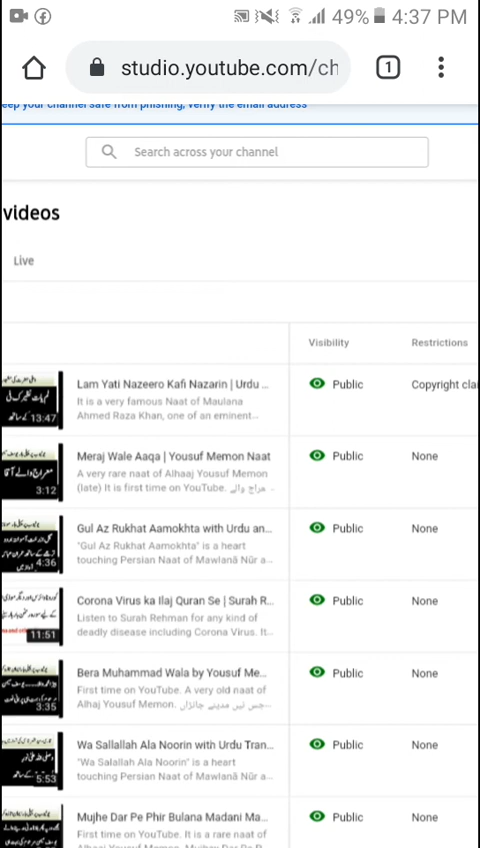 49% 4:37 PM
studio.youtube.com/ch
1
eep your channel safe from phishing, verify the email address
Search across your channel
videos
Live
Visibility Restrictions
13:47 Lam Yati Nazeero Kafi Nazarin | Urdu ... Public Copyright clai
It is a very famous Naat of Maulana
Ahmed Raza Khan, one of an eminent...
معراج والے آقا
3:12 Meraj Wale Aaqa | Yousuf Memon Naat Public None
A very rare naat of Alhaaj Yousuf Memon
(late) It is first time on YouTube. معراج والے ...
4:36 Gul Az Rukhat Aamokhta with Urdu an... Public None
"Gul Az Rukhat Aamokhta" is a heart
touching Persian Naat of Mawlanā Nūr a...
11:51 Corona Virus ka Ilaj Quran Se | Surah R... Public None
Listen to Surah Rehman for any kind of
deadly disease including Corona Virus. It...
3:35 Bera Muhammad Wala by Yousuf Me... Public None
First time on YouTube. A very old naat of
Alhaj Yousuf Memon.
5:53 Wa Sallallah Ala Noorin with Urdu Tran... Public None
"Wa Sallallah Ala Noorin" is a heart
touching Persian Naat of Mawlanā Nūr a...
Mujhe Dar Pe Phir Bulana Madani Ma... Public None
First time on YouTube. It is a rare naat